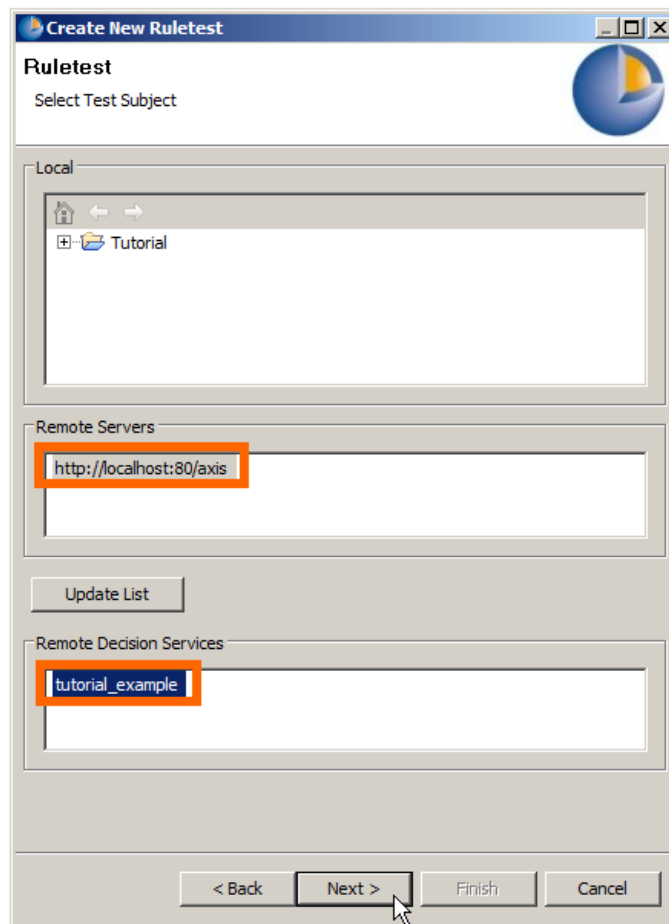 Create New Ruletest
Ruletest
Select Test Subject
Local
Tutorial
Remote Servers
http://localhost:80/axis
Update List
Remote Decision Services
tutorial_example
< Back Next > Finish Cancel